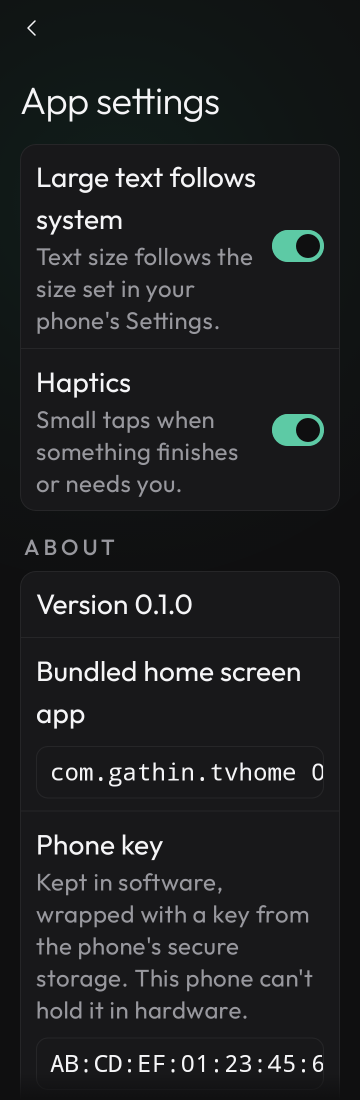 App settings
Large text follows
system
Text size follows the
size set in your
phone's Settings.
Haptics
Small taps when
something finishes
or needs you.
ABOUT
Version 0.1.0
Bundled home screen
app
com.gathin.tvhome
Phone key
Kept in software,
wrapped with a key from
the phone's secure
storage. This phone can't
hold it in hardware.
AB:CD:EF:01:23:45:6